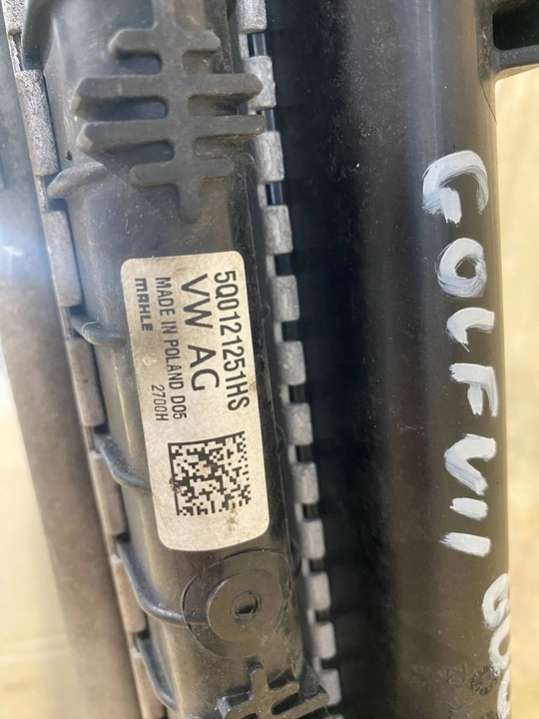 5Q0121251HS
VW AG
MADE IN POLAND D06
MAHLE 2700H
GOLF VII